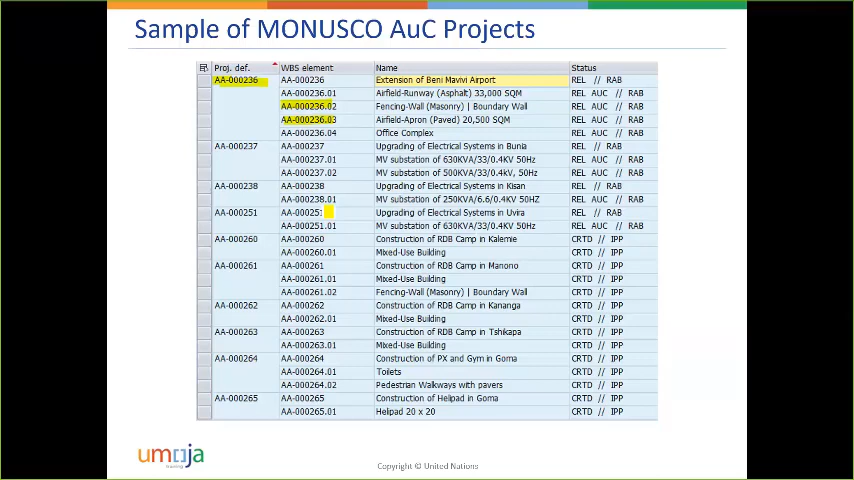 Sample of MONUSCO AuC Projects
Proj. def. WBS element Name Status
AA-000236 AA-000236 Extension of Beni Mavivi Airport REL // RAB
AA-000236.01 Airfield-Runway (Asphalt) 33,000 SQM REL AUC // RAB
AA-000236.02 Fencing-Wall (Masonry) | Boundary Wall REL AUC // RAB
AA-000236.03 Airfield-Apron (Paved) 20,500 SQM REL AUC // RAB
AA-000236.04 Office Complex REL AUC // RAB
AA-000237 AA-000237 Upgrading of Electrical Systems in Bunia REL // RAB
AA-000237.01 MV substation of 630KVA/33/0.4KV 50Hz REL AUC // RAB
AA-000237.02 MV substation of 500KVA/33/0.4kV, 50Hz REL AUC // RAB
AA-000238 AA-000238 Upgrading of Electrical Systems in Kisan REL // RAB
AA-000238.01 MV substation of 250KVA/6.6/0.4KV 50HZ REL AUC // RAB
AA-000251 AA-00025 Upgrading of Electrical Systems in Uvira REL // RAB
AA-000251.01 MV substation of 630KVA/33/0.4KV 50Hz REL AUC // RAB
AA-000260 AA-000260 Construction of RDB Camp in Kalemie CRTD // IPP
AA-000260.01 Mixed-Use Building CRTD // IPP
AA-000261 AA-000261 Construction of RDB Camp in Manono CRTD // IPP
AA-000261.01 Mixed-Use Building CRTD // IPP
AA-000261.02 Fencing-Wall (Masonry) | Boundary Wall CRTD // IPP
AA-000262 AA-000262 Construction of RDB Camp in Kananga CRTD // IPP
AA-000262.01 Mixed-Use Building CRTD // IPP
AA-000263 AA-000263 Construction of RDB Camp in Tshikapa CRTD // IPP
AA-000263.01 Mixed-Use Building CRTD // IPP
AA-000264 AA-000264 Construction of PX and Gym in Goma CRTD // IPP
AA-000264.01 Toilets CRTD // IPP
AA-000264.02 Pedestrian Walkways with pavers CRTD // IPP
AA-000265 AA-000265 Construction of Helipad in Goma CRTD // IPP
AA-000265.01 Helipad 20 x 20 CRTD // IPP
umoja
training
Copyright © United Nations